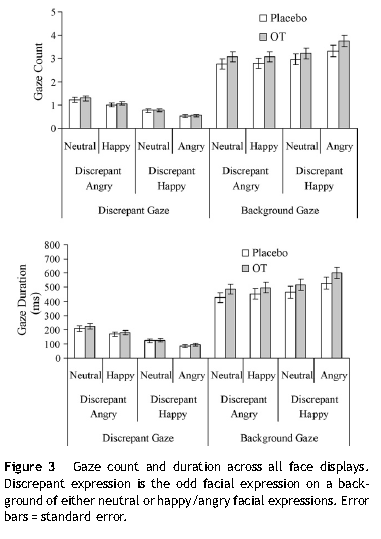 Placebo
OT
Gaze Count
5
4
3
2
1
0
Neutral Happy Neutral Angry Neutral Happy Neutral Angry
Discrepant Angry Discrepant Happy Discrepant Angry Discrepant Happy
Discrepant Gaze Background Gaze
Placebo
OT
Gaze Duration (ms)
800
700
600
500
400
300
200
100
0
Neutral Happy Neutral Angry Neutral Happy Neutral Angry
Discrepant Angry Discrepant Happy Discrepant Angry Discrepant Happy
Discrepant Gaze Background Gaze
Figure 3 Gaze count and duration across all face displays.
Discrepant expression is the odd facial expression on a back-
ground of either neutral or happy/angry facial expressions. Error
bars = standard error.